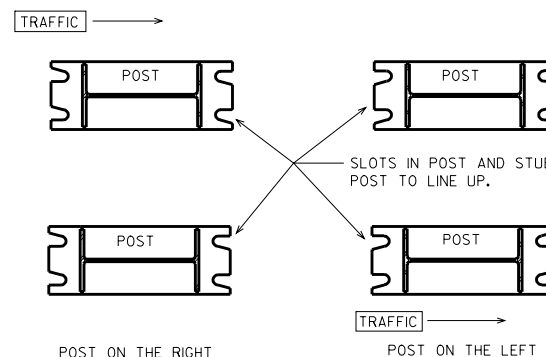 TRAFFIC
POST
POST
SLOTS IN POST AND
POST TO LINE UP.
POST
POST
TRAFFIC
POST ON THE RIGHT
POST ON THE LEFT